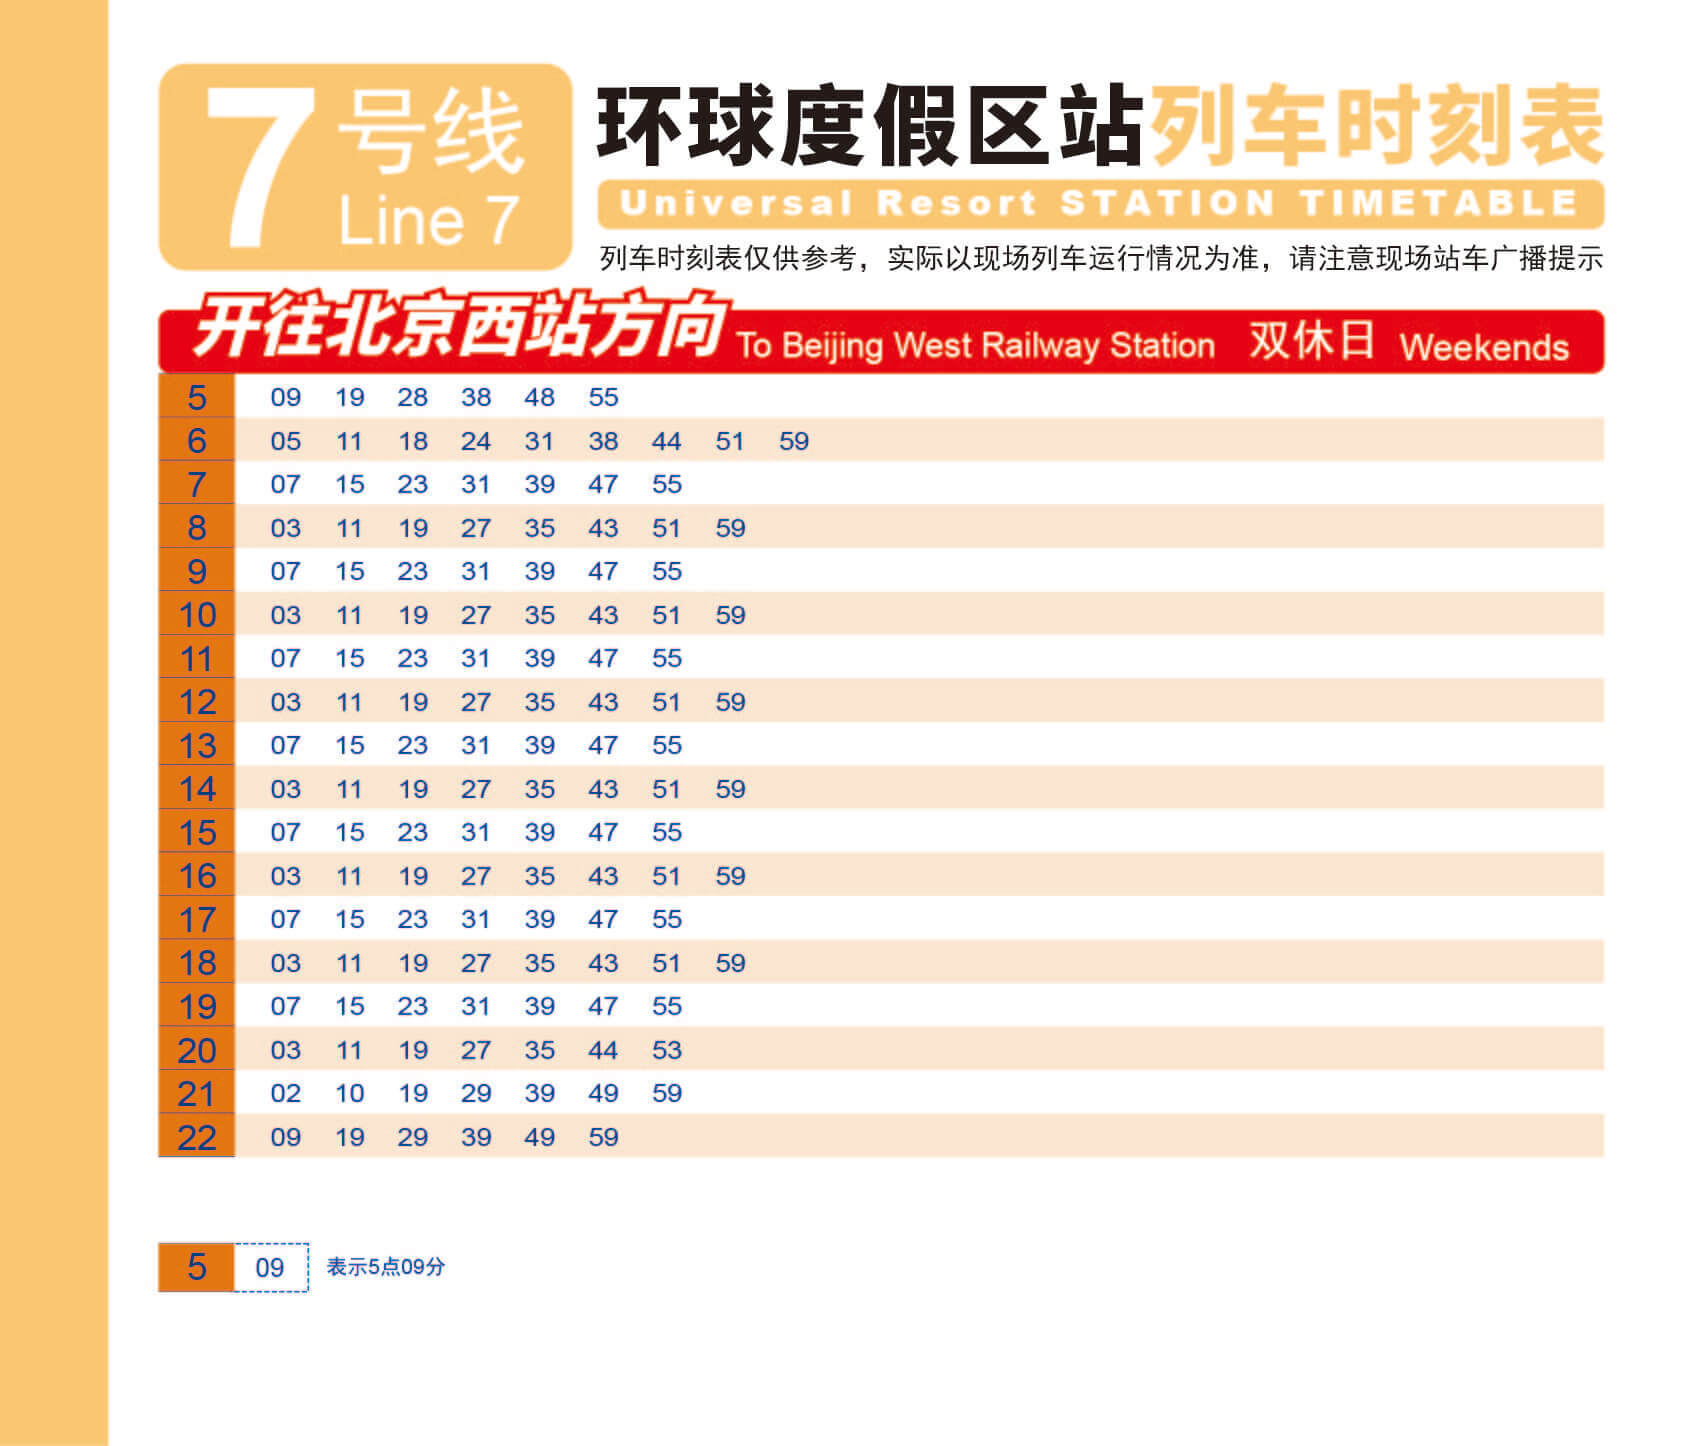 7号线
Line 7
环球度假区站列车时刻表
Universal Resort STATION TIMETABLE
列车时刻表仅供参考，实际以现场列车运行情况为准，请注意现场站车广播提示
开往北京西站方向 To Beijing West Railway Station 双休日 Weekends
5 09 19 28 38 48 55
6 05 11 18 24 31 38 44 51 59
7 07 15 23 31 39 47 55
8 03 11 19 27 35 43 51 59
9 07 15 23 31 39 47 55
10 03 11 19 27 35 43 51 59
11 07 15 23 31 39 47 55
12 03 11 19 27 35 43 51 59
13 07 15 23 31 39 47 55
14 03 11 19 27 35 43 51 59
15 07 15 23 31 39 47 55
16 03 11 19 27 35 43 51 59
17 07 15 23 31 39 47 55
18 03 11 19 27 35 43 51 59
19 07 15 23 31 39 47 55
20 03 11 19 27 35 44 53
21 02 10 19 29 39 49 59
22 09 19 29 39 49 59
5 09 表示5点09分